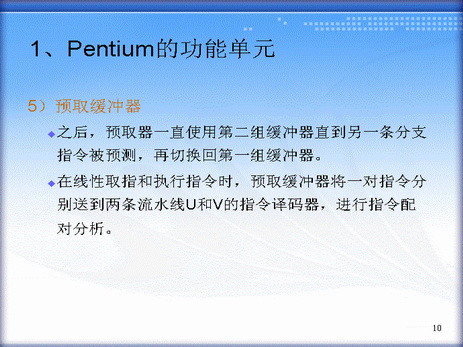 1、Pentium的功能单元
5）预取缓冲器
之后，预取器一直使用第二组缓冲器直到另一条分支
指令被预测，再切换回第一组缓冲器。
在线性取指和执行指令时，预取缓冲器将一对指令分
别送到两条流水线U和V的指令译码器，进行指令配
对分析。
10